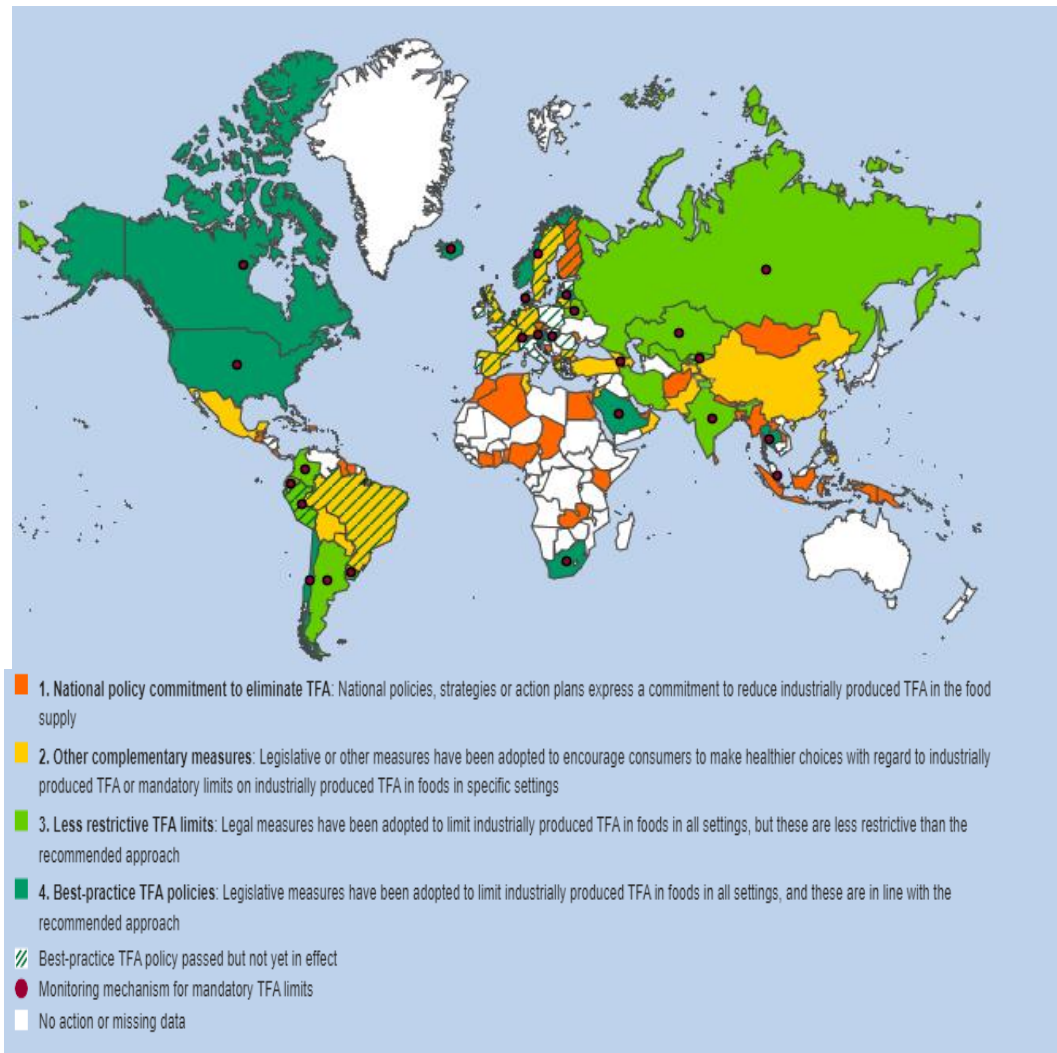 1. National policy commitment to eliminate TFA: National policies, strategies or action plans express a commitment to reduce industrially produced TFA in the food
supply
2. Other complementary measures: Legislative or other measures have been adopted to encourage consumers to make healthier choices with regard to industrially
produced TFA or mandatory limits on industrially produced TFA in foods in specific settings
3. Less restrictive TFA limits: Legal measures have been adopted to limit industrially produced TFA in foods in all settings, but these are less restrictive than the
recommended approach
4. Best-practice TFA policies: Legislative measures have been adopted to limit industrially produced TFA in foods in all settings, and these are in line with the
recommended approach
Best-practice TFA policy passed but not yet in effect
Monitoring mechanism for mandatory TFA limits
No action or missing data